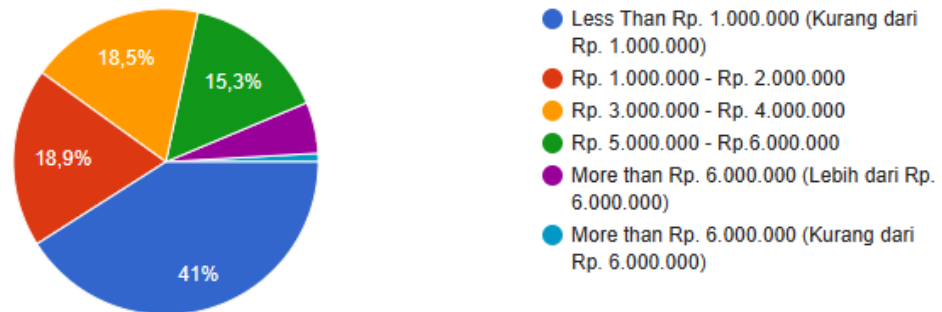 18,5%
15,3%
18,9%
41%
Less Than Rp. 1.000.000 (Kurang dari
Rp. 1.000.000)
Rp. 1.000.000 - Rp. 2.000.000
Rp. 3.000.000 - Rp. 4.000.000
Rp. 5.000.000 - Rp.6.000.000
More than Rp. 6.000.000 (Lebih dari Rp.
6.000.000)
More than Rp. 6.000.000 (Kurang dari
Rp. 6.000.000)